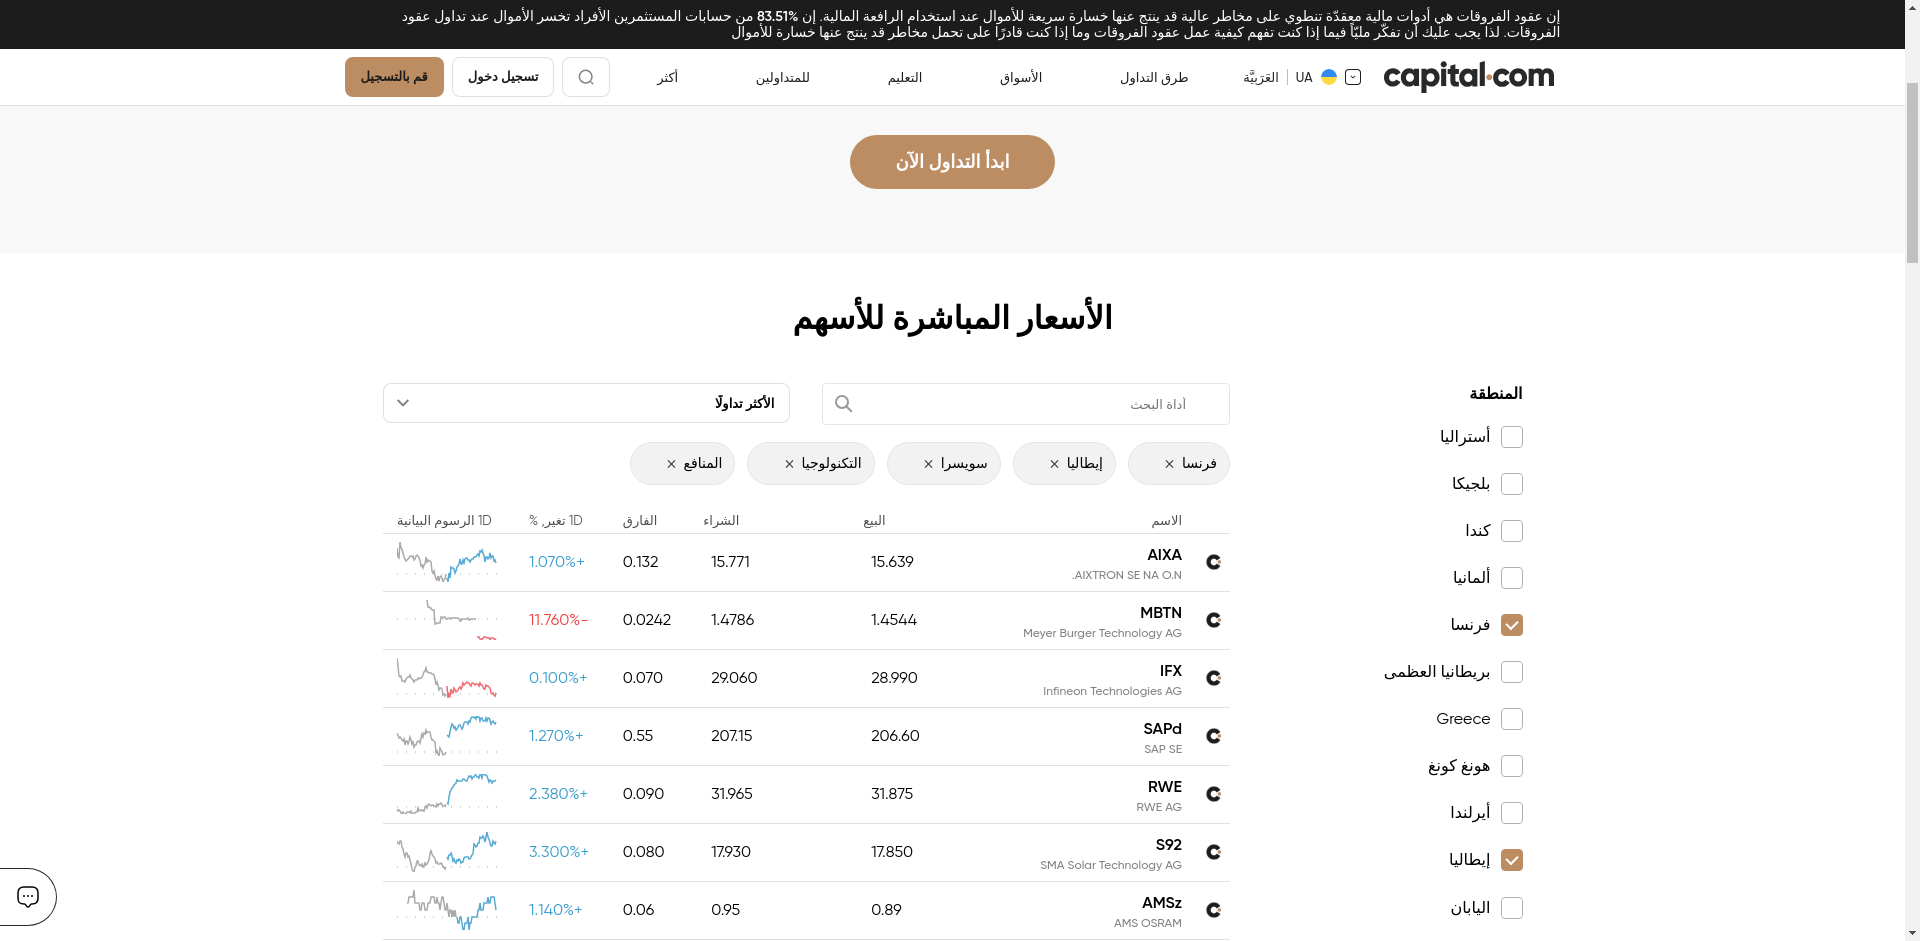 إن عقود الفروقات هي أدوات مالية معقدّة تنطوي على مخاطر عالية قد ينتج عنها خسارة سريعة للأموال عند استخدام الرافعة المالية. إن 83.51% من حسابات المستثمرين الأفراد تخسر الأموال عند تداول عقود
الفروقات. لذا يجب عليك أن تفكّر مليّاً فيما إذا كنت تفهم كيفية عمل عقود الفروقات وما إذا كنت قادرًا على تحمل مخاطر قد ينتج عنها خسارة للأموال
capital.com
UA
العَرَبِيَّة
طرق التداول
الأسواق
التعليم
للمتداولين
أكثر
تسجيل دخول
قم بالتسجيل
ابدأ التداول الآن
الأسعار المباشرة للأسهم
المنطقة
أستراليا
بلجيكا
كندا
ألمانيا
فرنسا
بريطانيا العظمى
Greece
هونغ كونغ
أيرلندا
إيطاليا
اليابان
أداة البحث
الأكثر تداولًا
فرنسا ×
إيطاليا ×
سويسرا ×
التكنولوجيا ×
المنافع ×
الاسم البيع الشراء الفارق 1D تغير, % 1D الرسوم البيانية
AIXA 15.639 15.771 0.132 1.070%+
.AIXTRON SE NA O.N
MBTN 1.4544 1.4786 0.0242 11.760%-
Meyer Burger Technology AG
IFX 28.990 29.060 0.070 0.100%+
Infineon Technologies AG
SAPd 206.60 207.15 0.55 1.270%+
SAP SE
RWE 31.875 31.965 0.090 2.380%+
RWE AG
S92 17.850 17.930 0.080 3.300%+
SMA Solar Technology AG
AMSz 0.89 0.95 0.06 1.140%+
AMS OSRAM